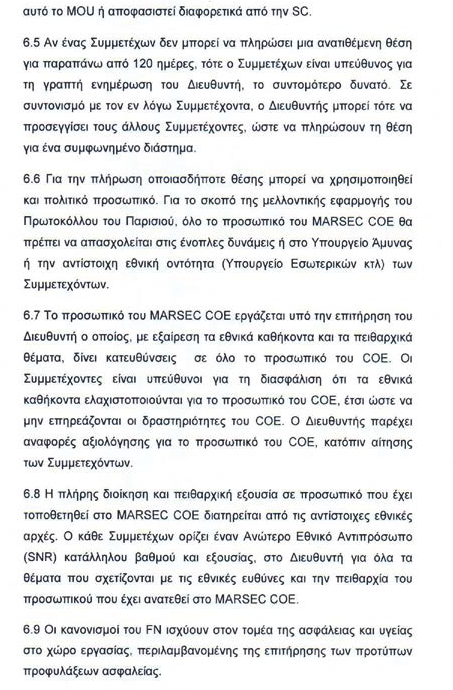 αυτό το MOU ή αποφασιστεί διαφορετικά από την SC.
6.5 Αν ένας Συμμετέχων δεν μπορεί να πληρώσει μια ανατιθέμενη θέση
για παραπάνω από 120 ημέρες, τότε ο Συμμετέχων είναι υπεύθυνος για
τη γραπτή ενημέρωση του Διευθυντή, το συντομότερο δυνατό. Σε
συντονισμό με τον εν λόγω Συμμετέχοντα, ο Διευθυντής μπορεί τότε να
προσεγγίσει τους άλλους Συμμετέχοντες, ώστε να πληρώσουν τη θέση
για ένα συμφωνημένο διάστημα.
6.6 Για την πλήρωση οποιασδήποτε θέσης μπορεί να χρησιμοποιηθεί
και πολιτικό προσωπικό. Για το σκοπό της μελλοντικής εφαρμογής του
Πρωτοκόλλου του Παρισιού, όλο το προσωπικό του MARSEC COE θα
πρέπει να απασχολείται στις ένοπλες δυνάμεις ή στο Υπουργείο Άμυνας
ή την αντίστοιχη εθνική οντότητα (Υπουργείο Εσωτερικών κτλ) των
Συμμετεχόντων.
6.7 Το προσωπικό του MARSEC COE εργάζεται υπό την επιτήρηση του
Διευθυντή ο οποίος, με εξαίρεση τα εθνικά καθήκοντα και τα πειθαρχικά
θέματα, δίνει κατευθύνσεις σε όλο το προσωπικό του COE. Οι
Συμμετέχοντες είναι υπεύθυνοι για τη διασφάλιση ότι τα εθνικά
καθήκοντα ελαχιστοποιούνται για το προσωπικό του COE, έτσι ώστε να
μην επηρεάζονται οι δραστηριότητες του COE. Ο Διευθυντής παρέχει
αναφορές αξιολόγησης για το προσωπικό του COE, κατόπιν αίτησης
των Συμμετεχόντων.
6.8 Η πλήρης διοίκηση και πειθαρχική εξουσία σε προσωπικό που έχει
τοποθετηθεί στο MARSEC COE διατηρείται από τις αντίστοιχες εθνικές
αρχές. Ο κάθε Συμμετέχων ορίζει έναν Ανώτερο Εθνικό Αντιπρόσωπο
(SNR) κατάλληλου βαθμού και εξουσίας, στο Διευθυντή για όλα τα
θέματα που σχετίζονται με τις εθνικές ευθύνες και την πειθαρχία του
προσωπικού που έχει ανατεθεί στο MARSEC COE.
6.9 Οι κανονισμοί του FN ισχύουν στον τομέα της ασφάλειας και υγείας
στο χώρο εργασίας, περιλαμβανομένης της επιτήρησης των προτύπων
προφυλάξεων ασφαλείας.